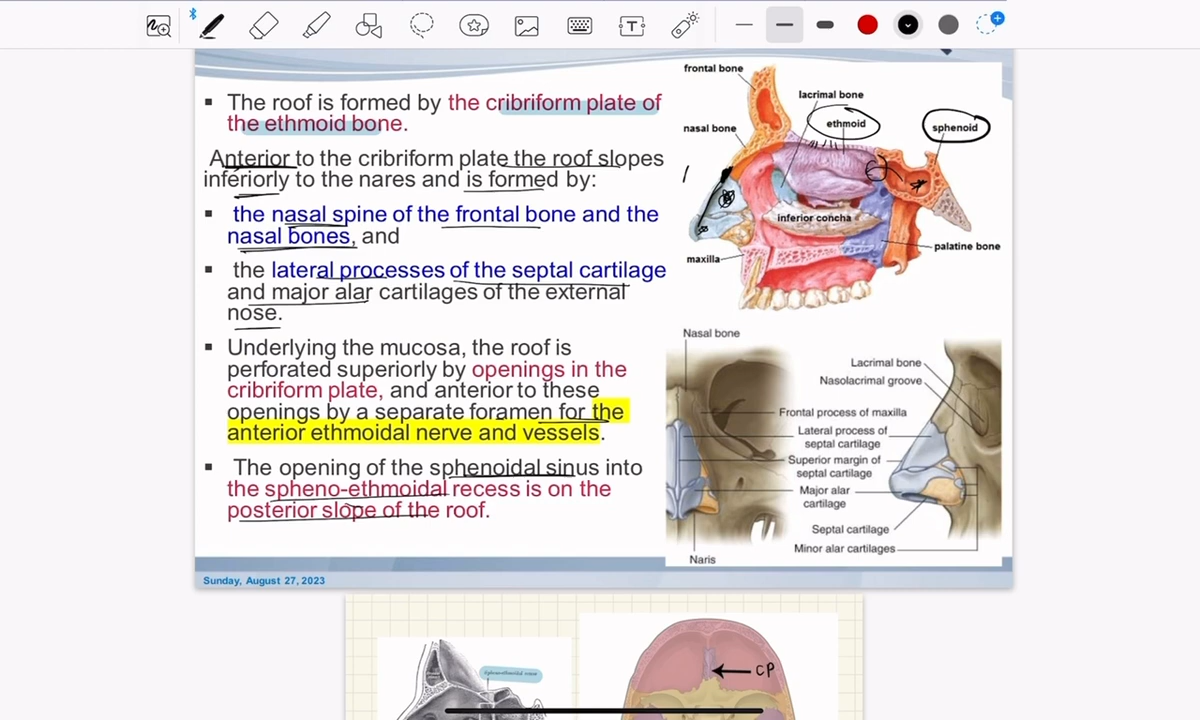 ▪ The roof is formed by the cribriform plate of
the ethmoid bone.
Anterior to the cribriform plate the roof slopes
inferiorly to the nares and is formed by:
▪ the nasal spine of the frontal bone and the
nasal bones, and
▪ the lateral processes of the septal cartilage
and major alar cartilages of the external
nose.
▪ Underlying the mucosa, the roof is
perforated superiorly by openings in the
cribriform plate, and anterior to these
openings by a separate foramen for the
anterior ethmoidal nerve and vessels.
▪ The opening of the sphenoidal sinus into
the spheno-ethmoidal recess is on the
posterior slope of the roof.
frontal bone
lacrimal bone
ethmoid
sphenoid
nasal bone
inferior concha
palatine bone
maxilla
Nasal bone
Lacrimal bone
Nasolacrimal groove
Frontal process of maxilla
Lateral process of
septal cartilage
Superior margin of
septal cartilage
Major alar
cartilage
Septal cartilage
Minor alar cartilages
Naris
Sunday, August 27, 2023
CP